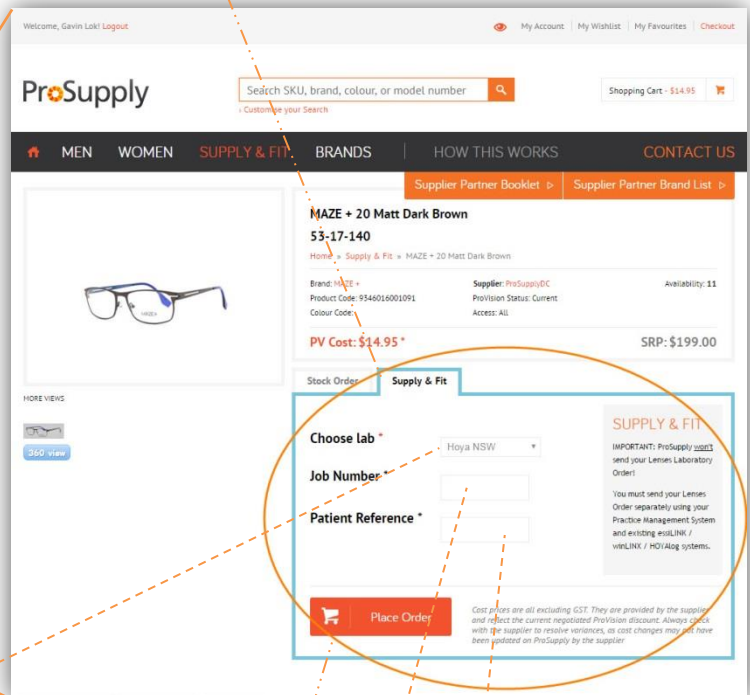 Welcome, Gavin Lok! Logout
My Account | My Wishlist | My Favourites | Checkout
ProSupply
Search SKU, brand, colour, or model number
› Customise your Search
Shopping Cart - $14.95
MEN WOMEN SUPPLY & FIT BRANDS | HOW THIS WORKS CONTACT US
Supplier Partner Booklet ▷ Supplier Partner Brand List ▷
MAZE + 20 Matt Dark Brown
53-17-140
Home » Supply & Fit » MAZE + 20 Matt Dark Brown
Brand: MAZE + Supplier: ProSupplyDC Availability: 11
Product Code: 9346016001091 ProVision Status: Current
Colour Code: Access: All
PV Cost: $14.95 * SRP: $199.00
MORE VIEWS
360 view
Stock Order Supply & Fit
Choose lab * Hoya NSW
Job Number *
Patient Reference *
Place Order
SUPPLY & FIT
IMPORTANT: ProSupply won't
send your Lenses Laboratory
Order!
You must send your Lenses
Order separately using your
Practice Management System
and existing essiLINK /
winLINX / HOYAlog systems.
Cost prices are all excluding GST. They are provided by the supplier
and reflect the current negotiated ProVision discount. Always check
with the supplier to resolve variances, as cost changes may not have
been updated on ProSupply by the supplier